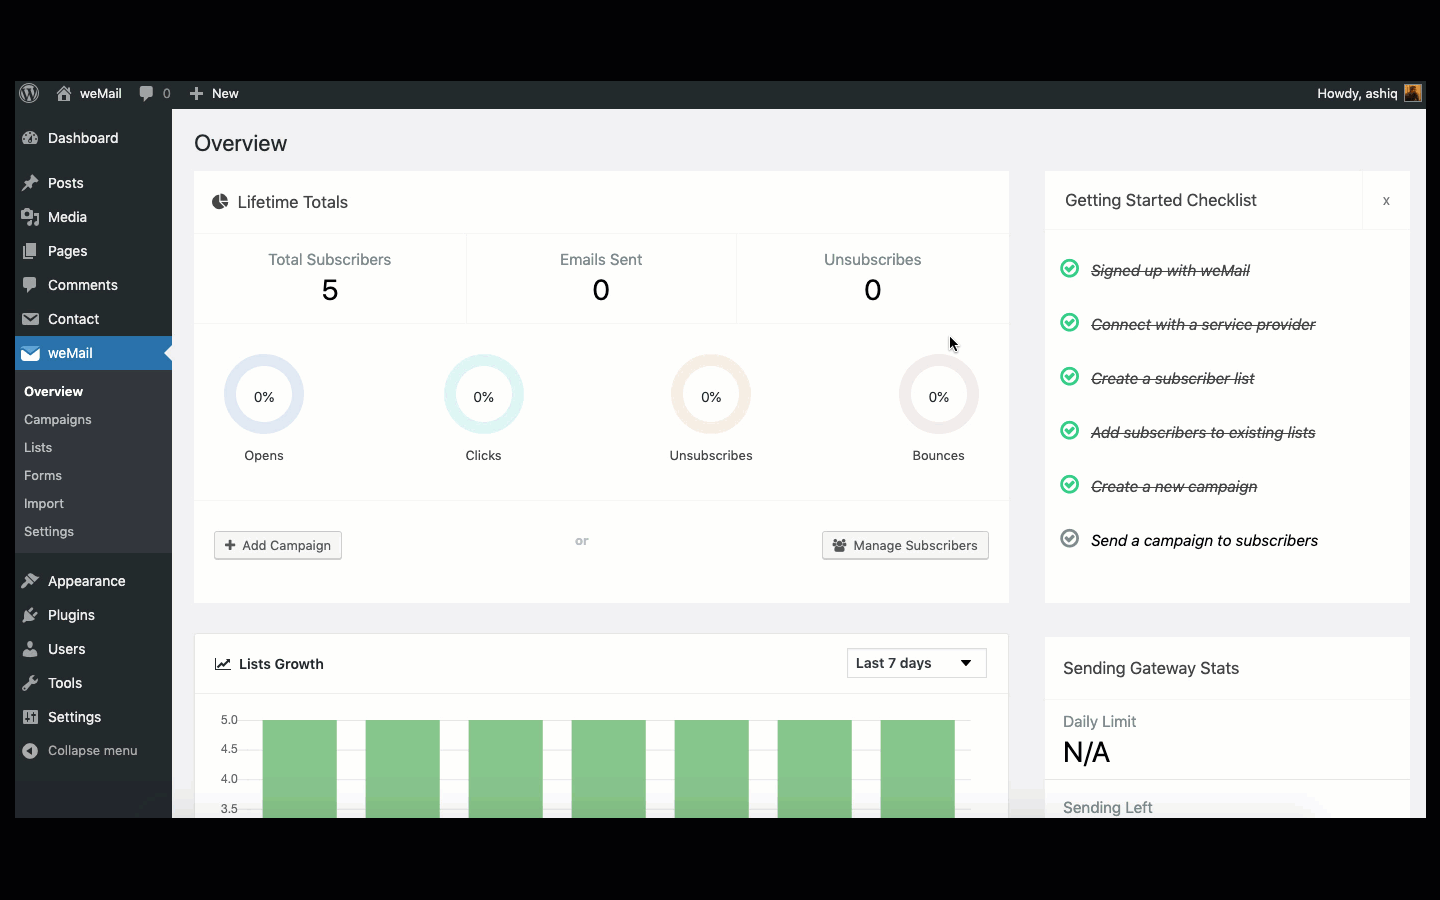 weMail 0 New Howdy, ashiq
Dashboard
Posts
Media
Pages
Comments
Contact
weMail
Overview
Campaigns
Lists
Forms
Import
Settings
Appearance
Plugins
Users
Tools
Settings
Collapse menu
Overview
Lifetime Totals
Total Subscribers Emails Sent Unsubscribes
5 0 0
0% 0% 0% 0%
Opens Clicks Unsubscribes Bounces
Add Campaign or Manage Subscribers
Lists Growth Last 7 days
5.0
4.5
4.0
3.5
Getting Started Checklist x
Signed up with weMail
Connect with a service provider
Create a subscriber list
Add subscribers to existing lists
Create a new campaign
Send a campaign to subscribers
Sending Gateway Stats
Daily Limit
N/A
Sending Left